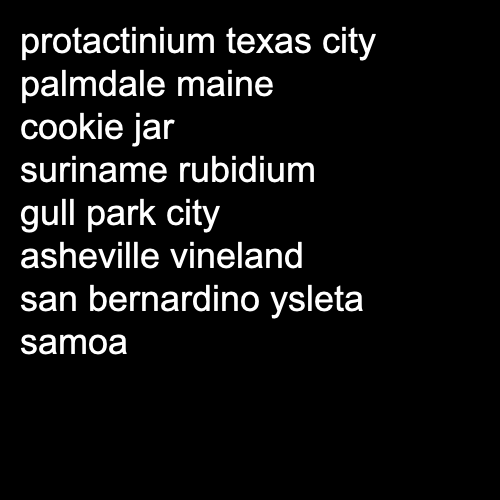 protactinium texas city
palmdale maine
cookie jar
suriname rubidium
gull park city
asheville vineland
san bernardino ysleta
samoa